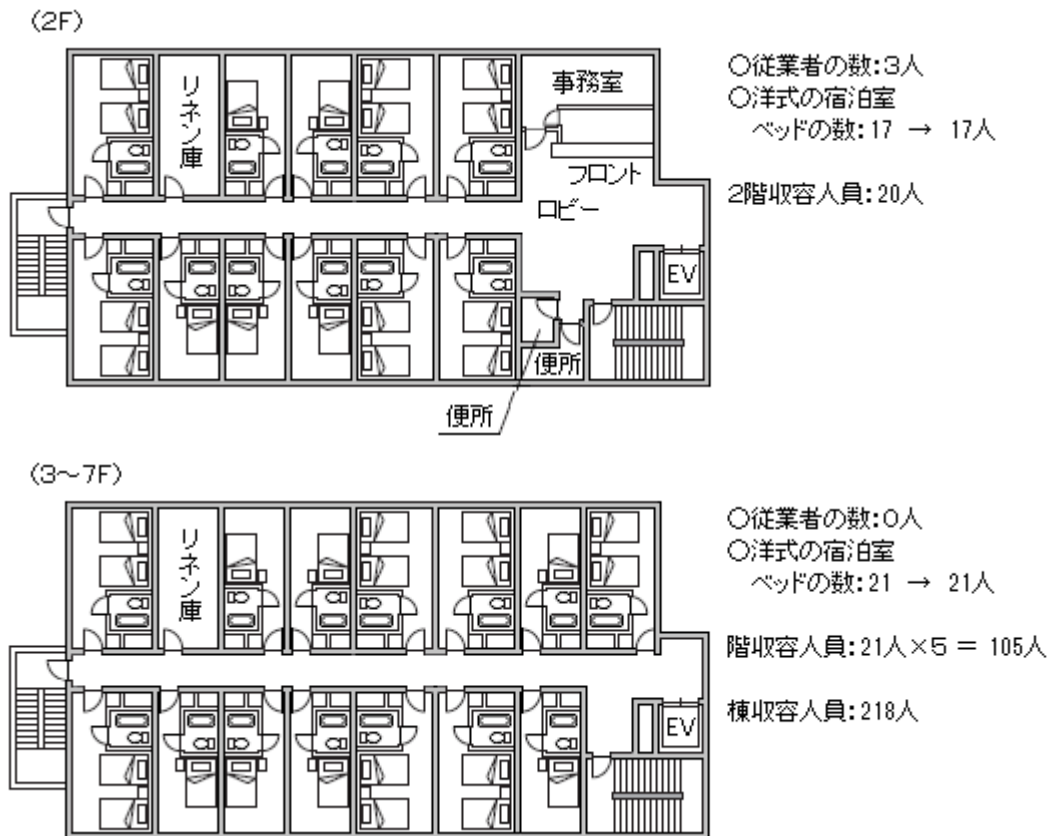 (2F)
リネン庫
事務室
フロント
ロビー
EV
便所
便所
○従業者の数:3人
○洋式の宿泊室
ベッドの数:17 → 17人
2階収容人員:20人
(3~7F)
リネン庫
EV
○従業者の数:0人
○洋式の宿泊室
ベッドの数:21 → 21人
階収容人員:21人×5 = 105人
棟収容人員:218人